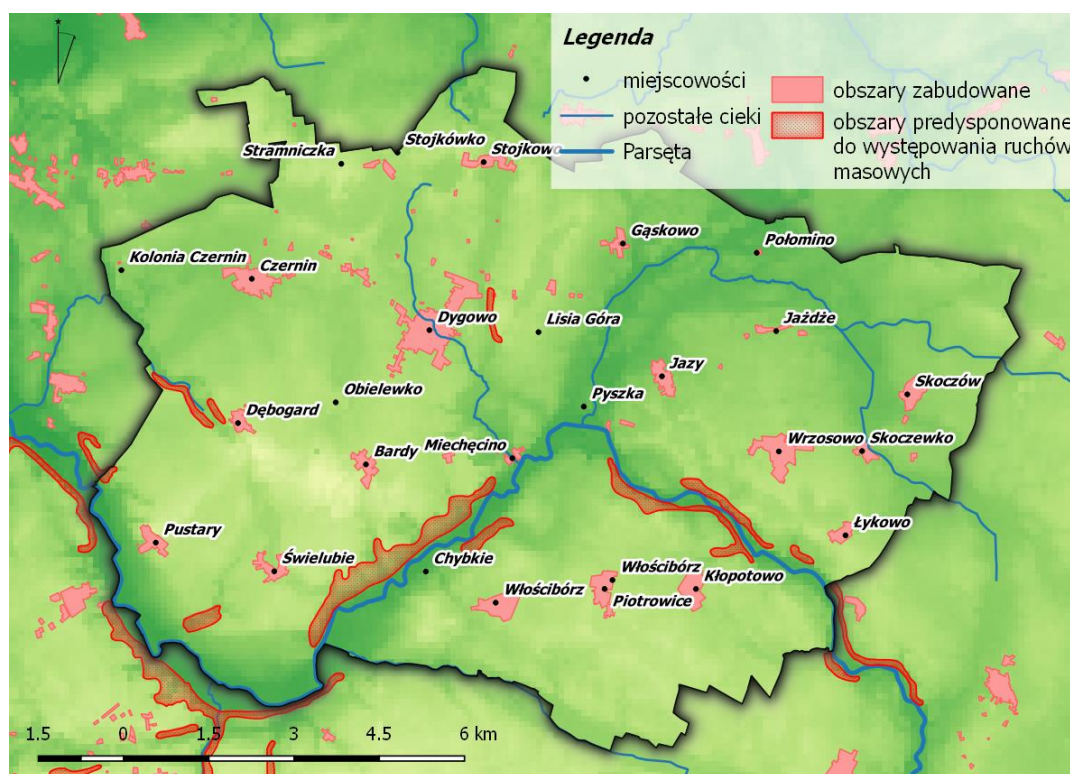 Legenda
miejscowości
pozostałe cieki
Parsęta
obszary zabudowane
obszary predysponowane
do występowania ruchów
masowych
Stojkówko
Stramniczka
Stojkowo
Gąskowo
Połomino
Kolonia Czernin
Czernin
Dygowo
Lisia Góra
Jażdże
Jazy
Skoczów
Obielewko
Pyszka
Dębogard
Bardy
Miechęcino
Wrzosowo
Skoczewko
Pustary
Łykowo
Świelubie
Chybkie
Włościbórz
Włościbórz
Kłopotowo
Piotrowice
1.5 0 1.5 3 4.5 6 km